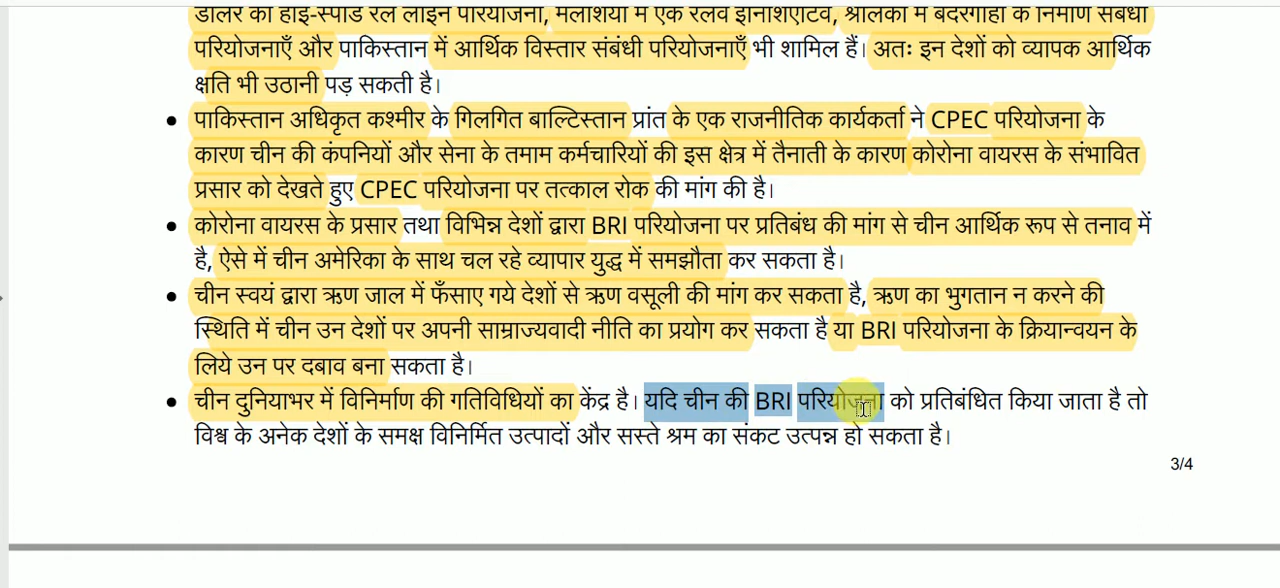 डॉलर की हाई-स्पीड रेल लाइन परियोजना, मलेशिया में एक रेलवे इनिशिएटिव, श्रीलंका में बंदरगाहों के निर्माण संबंधी
परियोजनाएँ और पाकिस्तान में आर्थिक विस्तार संबंधी परियोजनाएँ भी शामिल हैं। अतः इन देशों को व्यापक आर्थिक
क्षति भी उठानी पड़ सकती है।
• पाकिस्तान अधिकृत कश्मीर के गिलगित बाल्टिस्तान प्रांत के एक राजनीतिक कार्यकर्ता ने CPEC परियोजना के
कारण चीन की कंपनियों और सेना के तमाम कर्मचारियों की इस क्षेत्र में तैनाती के कारण कोरोना वायरस के संभावित
प्रसार को देखते हुए CPEC परियोजना पर तत्काल रोक की मांग की है।
• कोरोना वायरस के प्रसार तथा विभिन्न देशों द्वारा BRI परियोजना पर प्रतिबंध की मांग से चीन आर्थिक रूप से तनाव में
है, ऐसे में चीन अमेरिका के साथ चल रहे व्यापार युद्ध में समझौता कर सकता है।
• चीन स्वयं द्वारा ऋण जाल में फँसाए गये देशों से ऋण वसूली की मांग कर सकता है, ऋण का भुगतान न करने की
स्थिति में चीन उन देशों पर अपनी साम्राज्यवादी नीति का प्रयोग कर सकता है या BRI परियोजना के क्रियान्वयन के
लिये उन पर दबाव बना सकता है।
• चीन दुनियाभर में विनिर्माण की गतिविधियों का केंद्र है। यदि चीन की BRI परियोजना को प्रतिबंधित किया जाता है तो
विश्व के अनेक देशों के समक्ष विनिर्मित उत्पादों और सस्ते श्रम का संकट उत्पन्न हो सकता है।
3/4